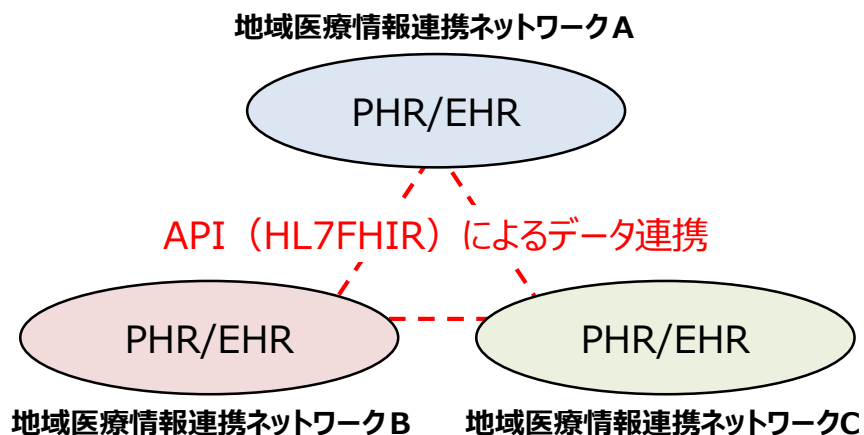 地域医療情報連携ネットワークA
PHR/EHR
API（HL7FHIR）によるデータ連携
PHR/EHR
PHR/EHR
地域医療情報連携ネットワークB
地域医療情報連携ネットワークC